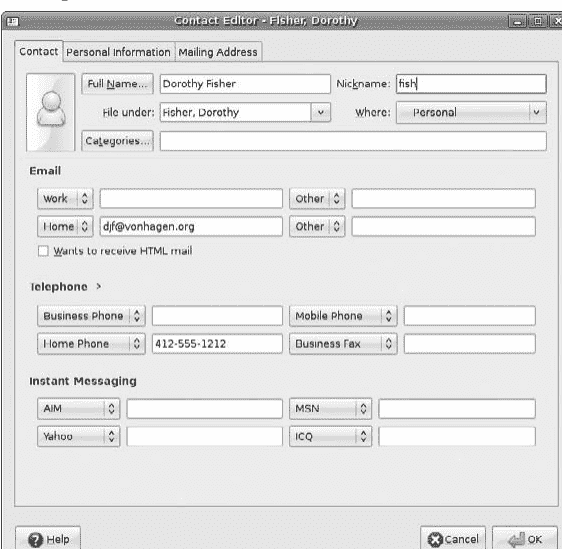 Contact Editor - Fisher, Dorothy
Contact Personal Information Mailing Address
Full Name... Dorothy Fisher Nickname: fish
File under: Fisher, Dorothy Where: Personal
Categories...
Email
Work Other
Home djf@vonhagen.org Other
Wants to receive HTML mail
Telephone >
Business Phone Mobile Phone
Home Phone 412-555-1212 Business Fax
Instant Messaging
AIM MSN
Yahoo ICQ
Help Cancel OK